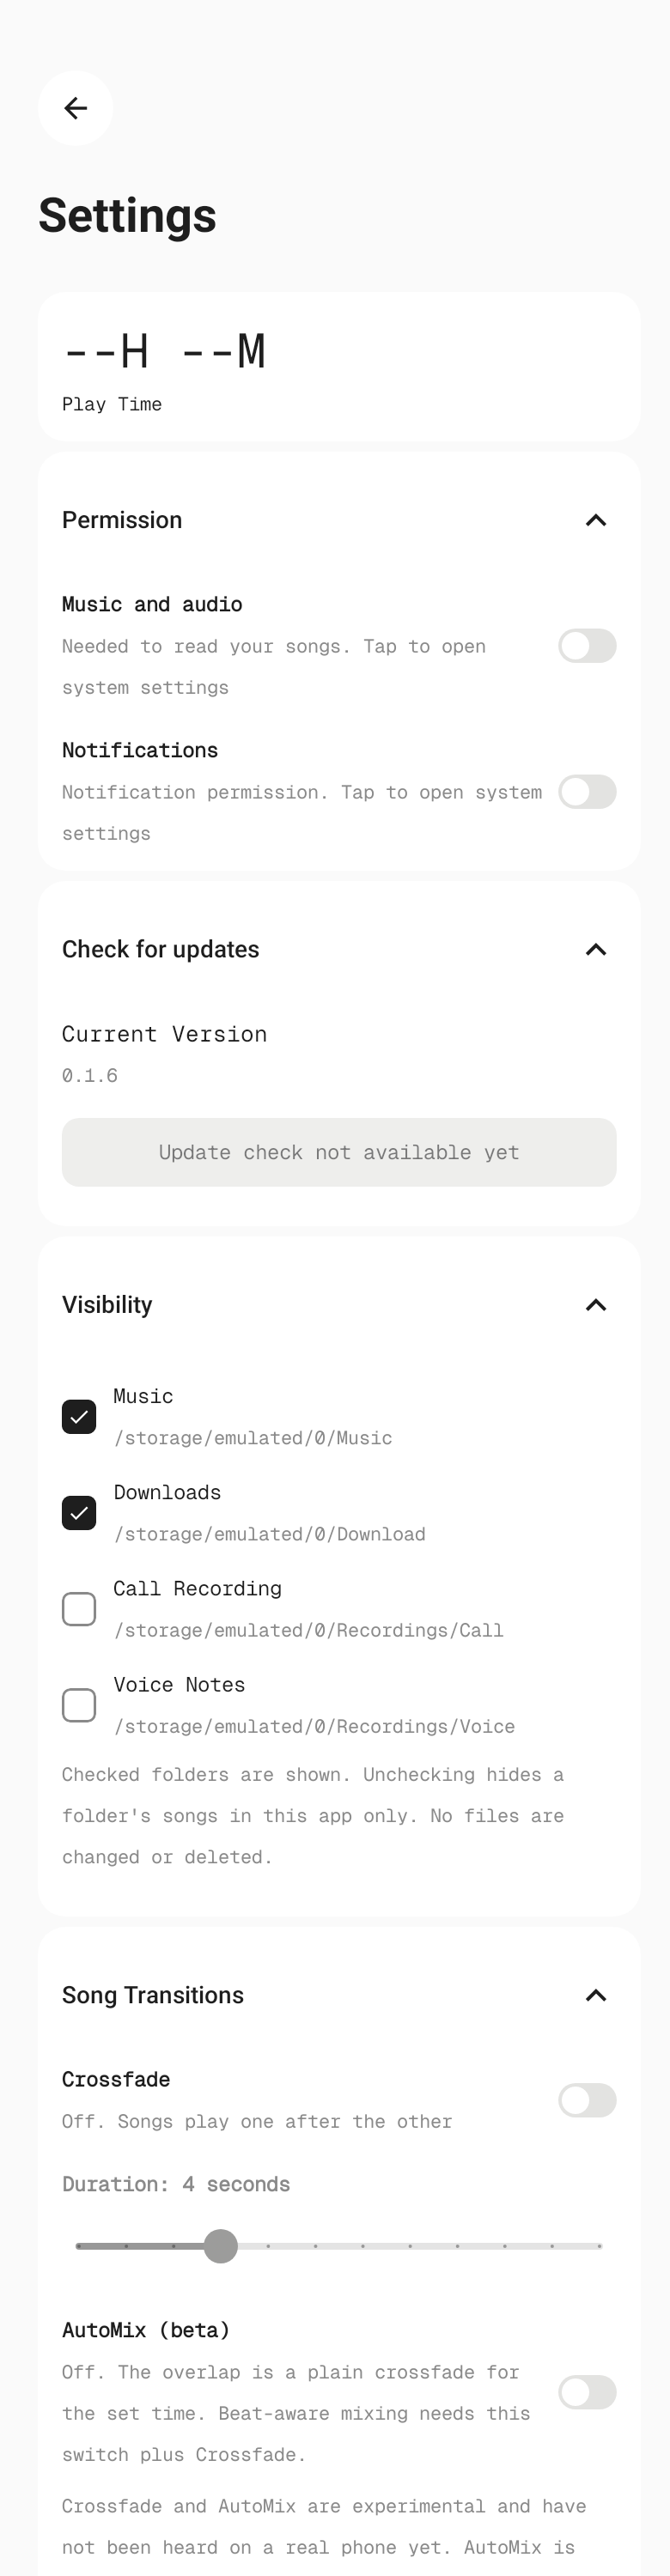 Settings
--H --M
Play Time
Permission
Music and audio
Needed to read your songs. Tap to open
system settings
Notifications
Notification permission. Tap to open system
settings
Check for updates
Current Version
0.1.6
Update check not available yet
Visibility
Music
/storage/emulated/0/Music
Downloads
/storage/emulated/0/Download
Call Recording
/storage/emulated/0/Recordings/Call
Voice Notes
/storage/emulated/0/Recordings/Voice
Checked folders are shown. Unchecking hides a
folder's songs in this app only. No files are
changed or deleted.
Song Transitions
Crossfade
Off. Songs play one after the other
Duration: 4 seconds
AutoMix (beta)
Off. The overlap is a plain crossfade for
the set time. Beat-aware mixing needs this
switch plus Crossfade.
Crossfade and AutoMix are experimental and have
not been heard on a real phone yet. AutoMix is